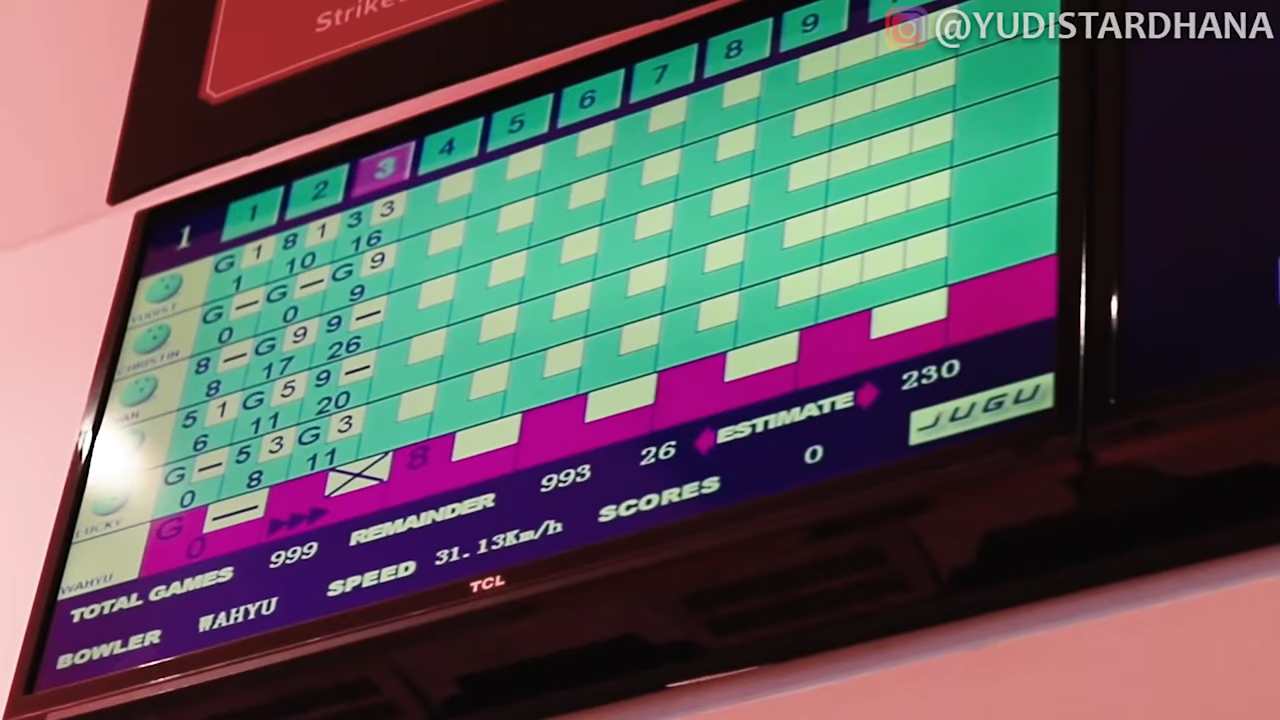 @YUDISTARDHANA
Strike
1 1 2 3 4 5 6 7 8 9
G 1 8 1 3 3
1 10 16
YUDIST
G — G — G 9
0 0 9
CHRISTIN
8 — G 9 9 —
8 17 26
5 1 G 5 9 —
6 11 20
G — 5 3 G 3
0 8 11
LUCKY
G — ▶▶▶ X 8
0
WAHYU
TOTAL GAMES 999 REMAINDER 993 26 ESTIMATE 230
BOWLER WAHYU SPEED 31.13Km/h SCORES 0 JUGU
TCL